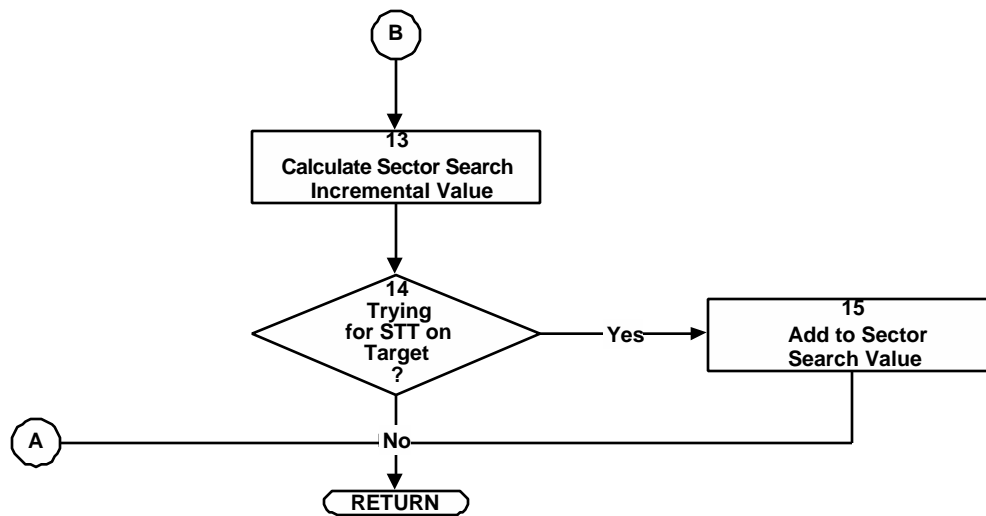 B
13
Calculate Sector Search
Incremental Value
14
Trying
for STT on
Target
?
Yes
15
Add to Sector
Search Value
A
No
RETURN